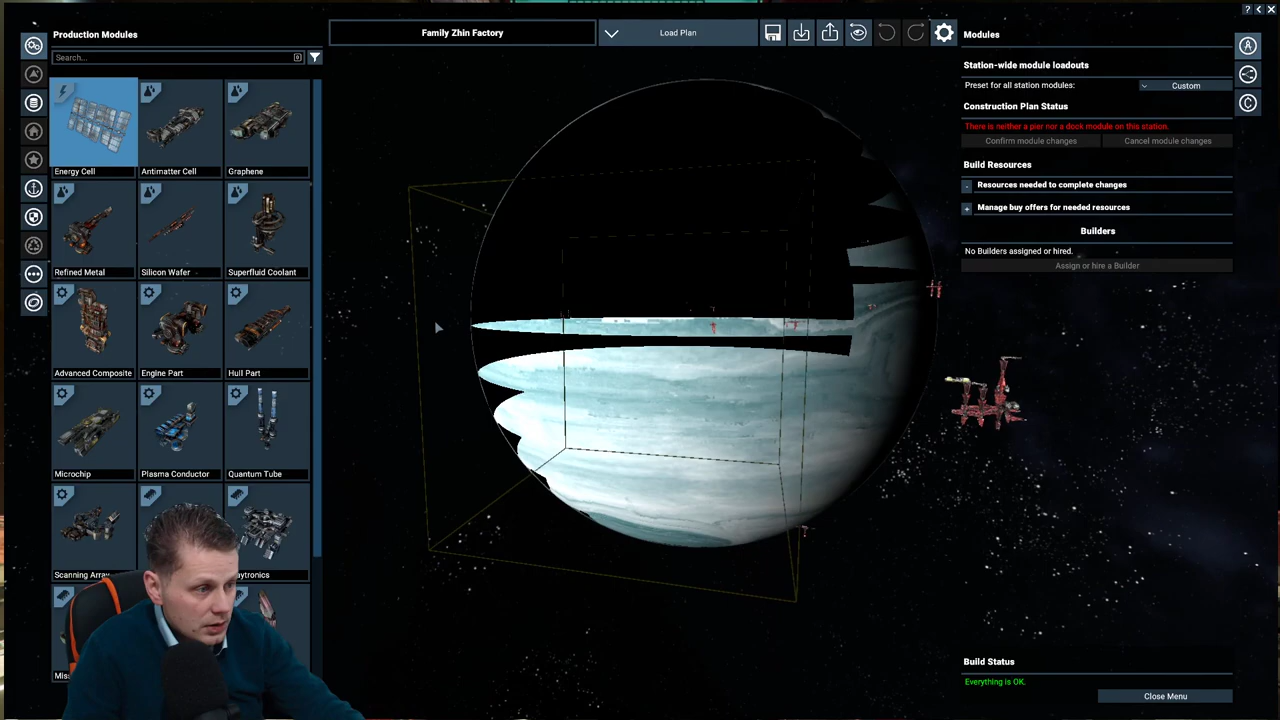 Production Modules
Search...
Energy Cell
Antimatter Cell
Graphene
Refined Metal
Silicon Wafer
Superfluid Coolant
Advanced Composite
Engine Part
Hull Part
Microchip
Plasma Conductor
Quantum Tube
Scanning Array
aytronics
Miss
Family Zhin Factory
Load Plan
? < X
Modules
Station-wide module loadouts
Preset for all station modules:
Custom
Construction Plan Status
There is neither a pier nor a dock module on this station.
Confirm module changes
Cancel module changes
Build Resources
- Resources needed to complete changes
+ Manage buy offers for needed resources
Builders
No Builders assigned or hired.
Assign or hire a Builder
Build Status
Everything is OK.
Close Menu